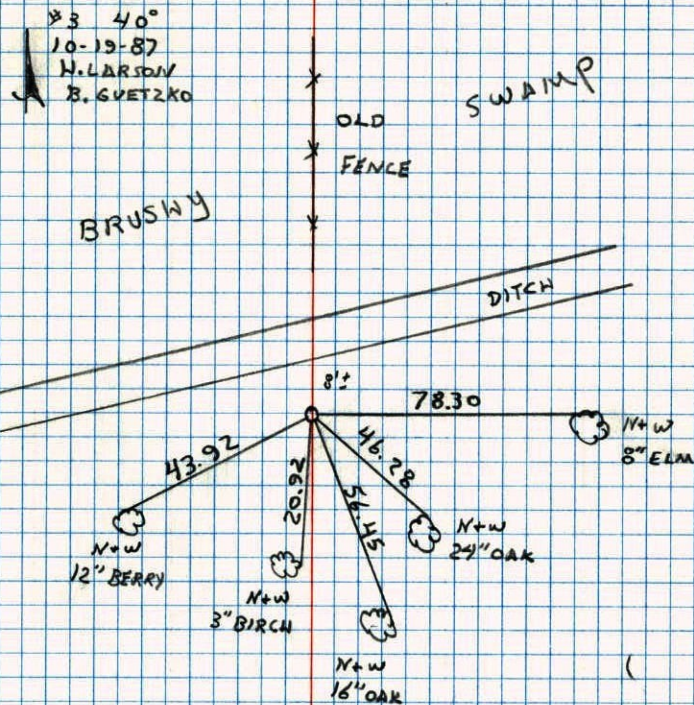 #3 40°
10-19-87
N. LARSON
B. GUETZKO
SWAMP
OLD
FENCE
BRUSHY
DITCH
8'±
78.30
N+W
8" ELM
43.92
46.28
20.92
56.45
N+W
12" BERRY
N+W
24" OAK
N+W
3" BIRCH
N+W
16" OAK